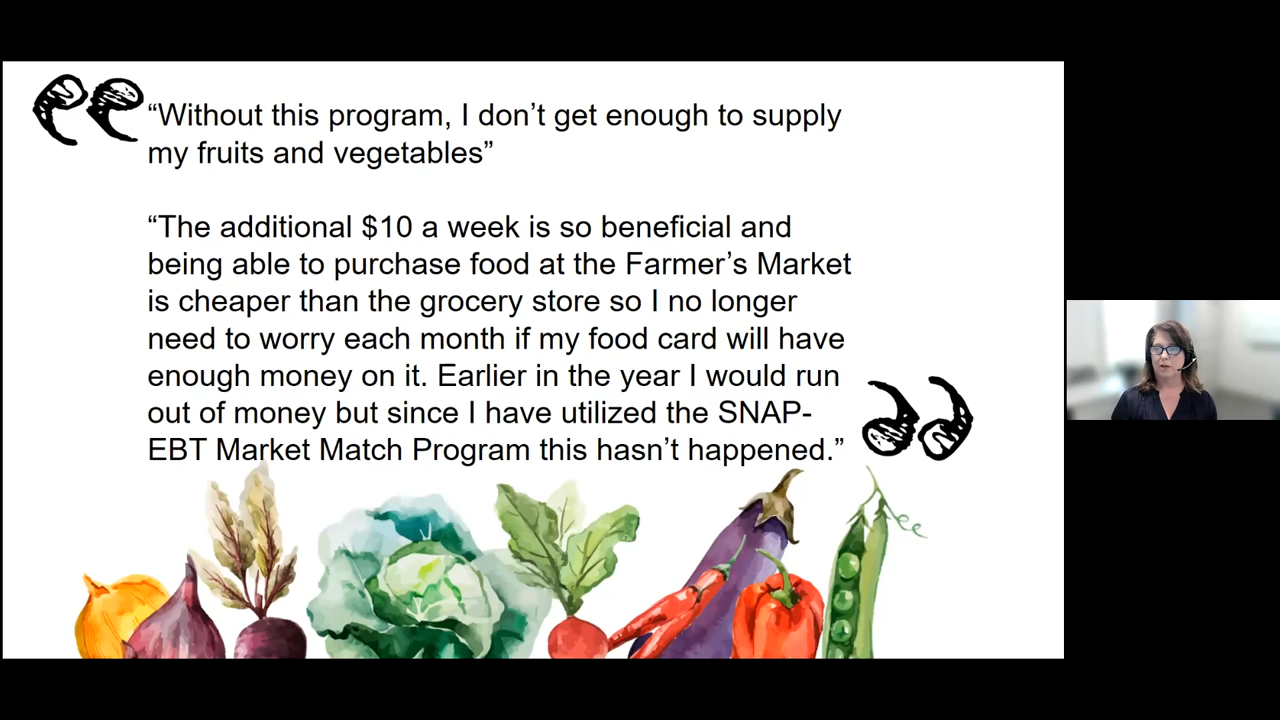 “Without this program, I don’t get enough to supply
my fruits and vegetables”
“The additional $10 a week is so beneficial and
being able to purchase food at the Farmer’s Market
is cheaper than the grocery store so I no longer
need to worry each month if my food card will have
enough money on it. Earlier in the year I would run
out of money but since I have utilized the SNAP-
EBT Market Match Program this hasn’t happened.”